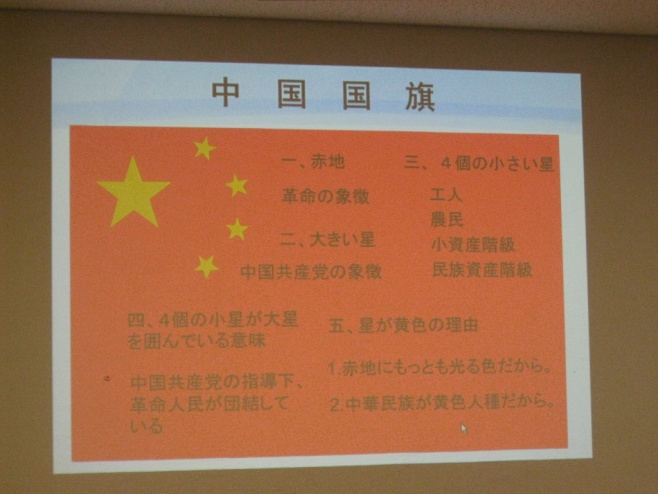 中国国旗
一、赤地
革命の象徴
二、大きい星
中国共産党の象徴
三、４個の小さい星
工人
農民
小資産階級
民族資産階級
四、４個の小星が大星
を囲んでいる意味
中国共産党の指導下、
革命人民が団結して
いる
五、星が黄色の理由
1.赤地にもっとも光る色だから。
2.中華民族が黄色人種だから。